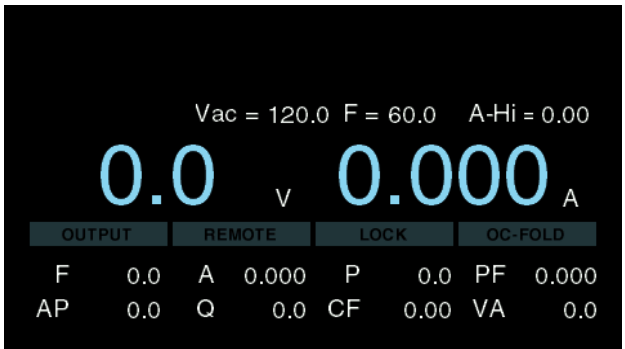 Vac = 120.0 F = 60.0 A-Hi = 0.00
0.0 V 0.000 A
OUTPUT REMOTE LOCK OC-FOLD
F 0.0 A 0.000 P 0.0 PF 0.000
AP 0.0 Q 0.0 CF 0.00 VA 0.0